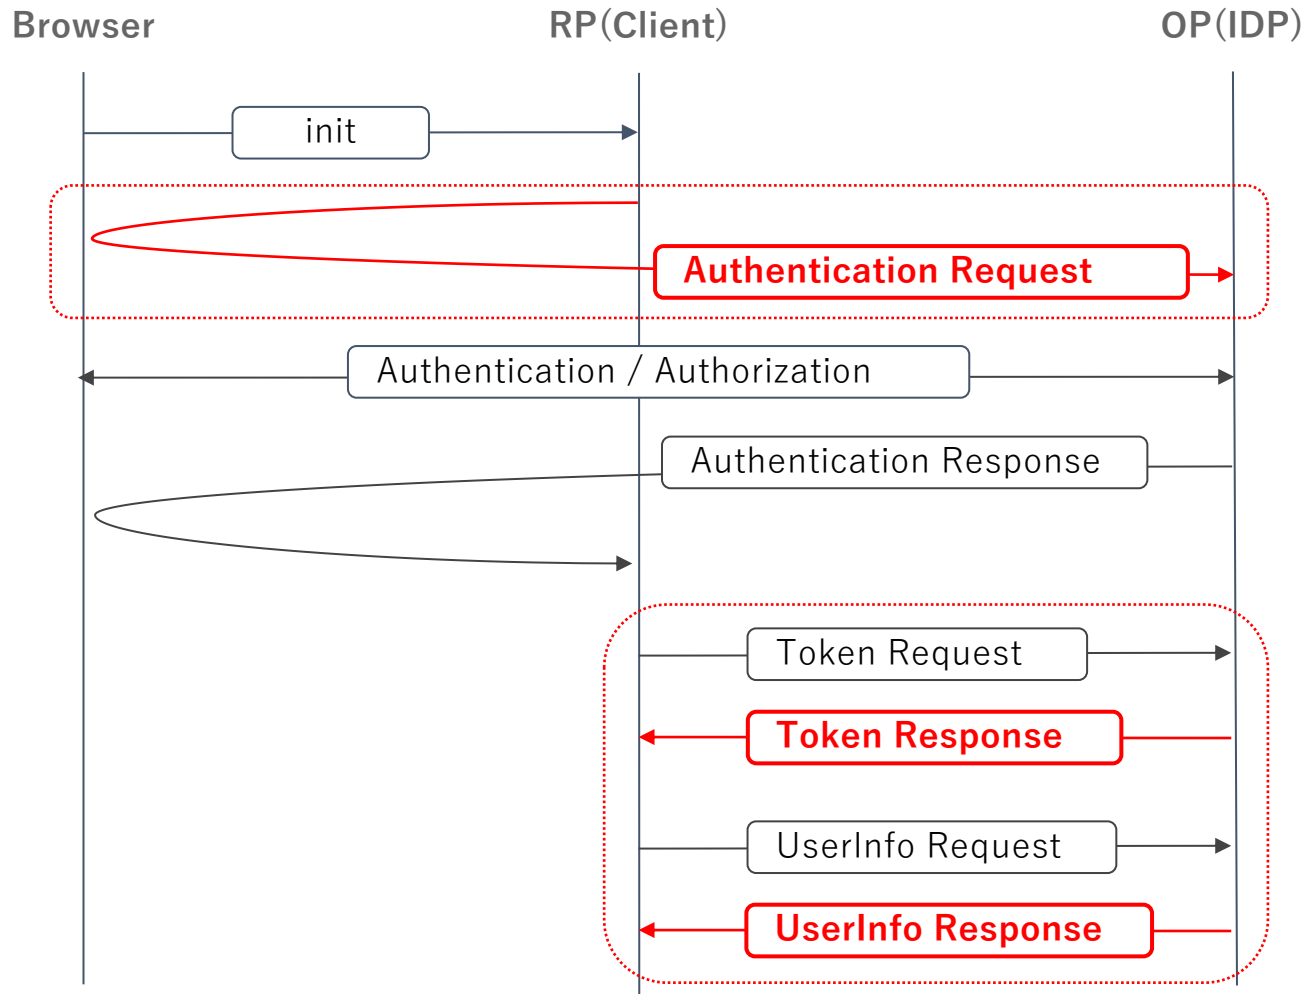 Browser RP(Client) OP(IDP)
init
Authentication Request
Authentication / Authorization
Authentication Response
Token Request
Token Response
UserInfo Request
UserInfo Response